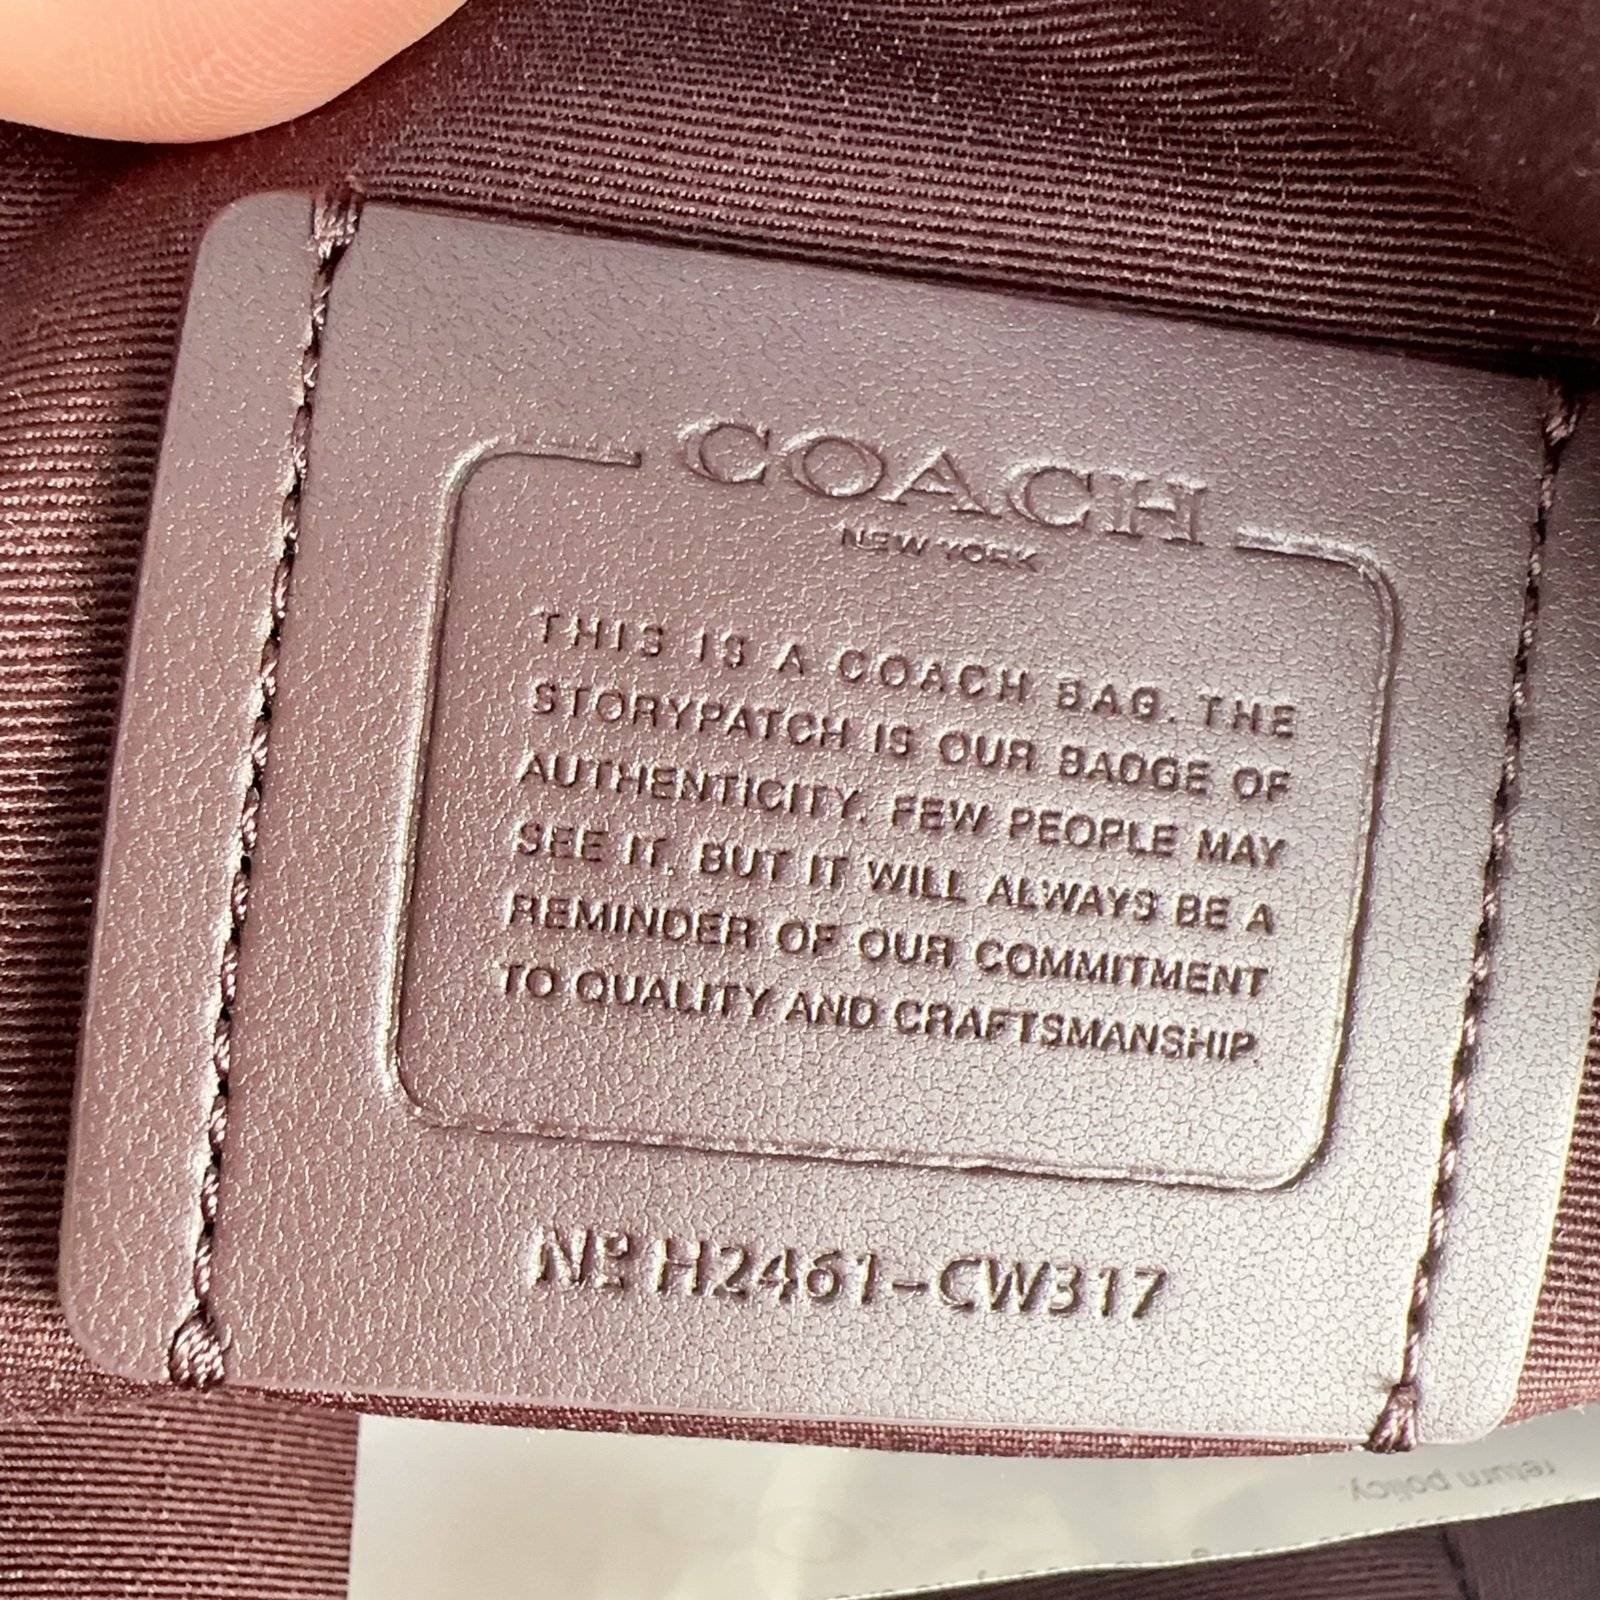 COACH
NEW YORK
THIS IS A COACH BAG. THE
STORYPATCH IS OUR BADGE OF
AUTHENTICITY. FEW PEOPLE MAY
SEE IT, BUT IT WILL ALWAYS BE A
REMINDER OF OUR COMMITMENT
TO QUALITY AND CRAFTSMANSHIP.
Nº H2461-CW317
return policy.